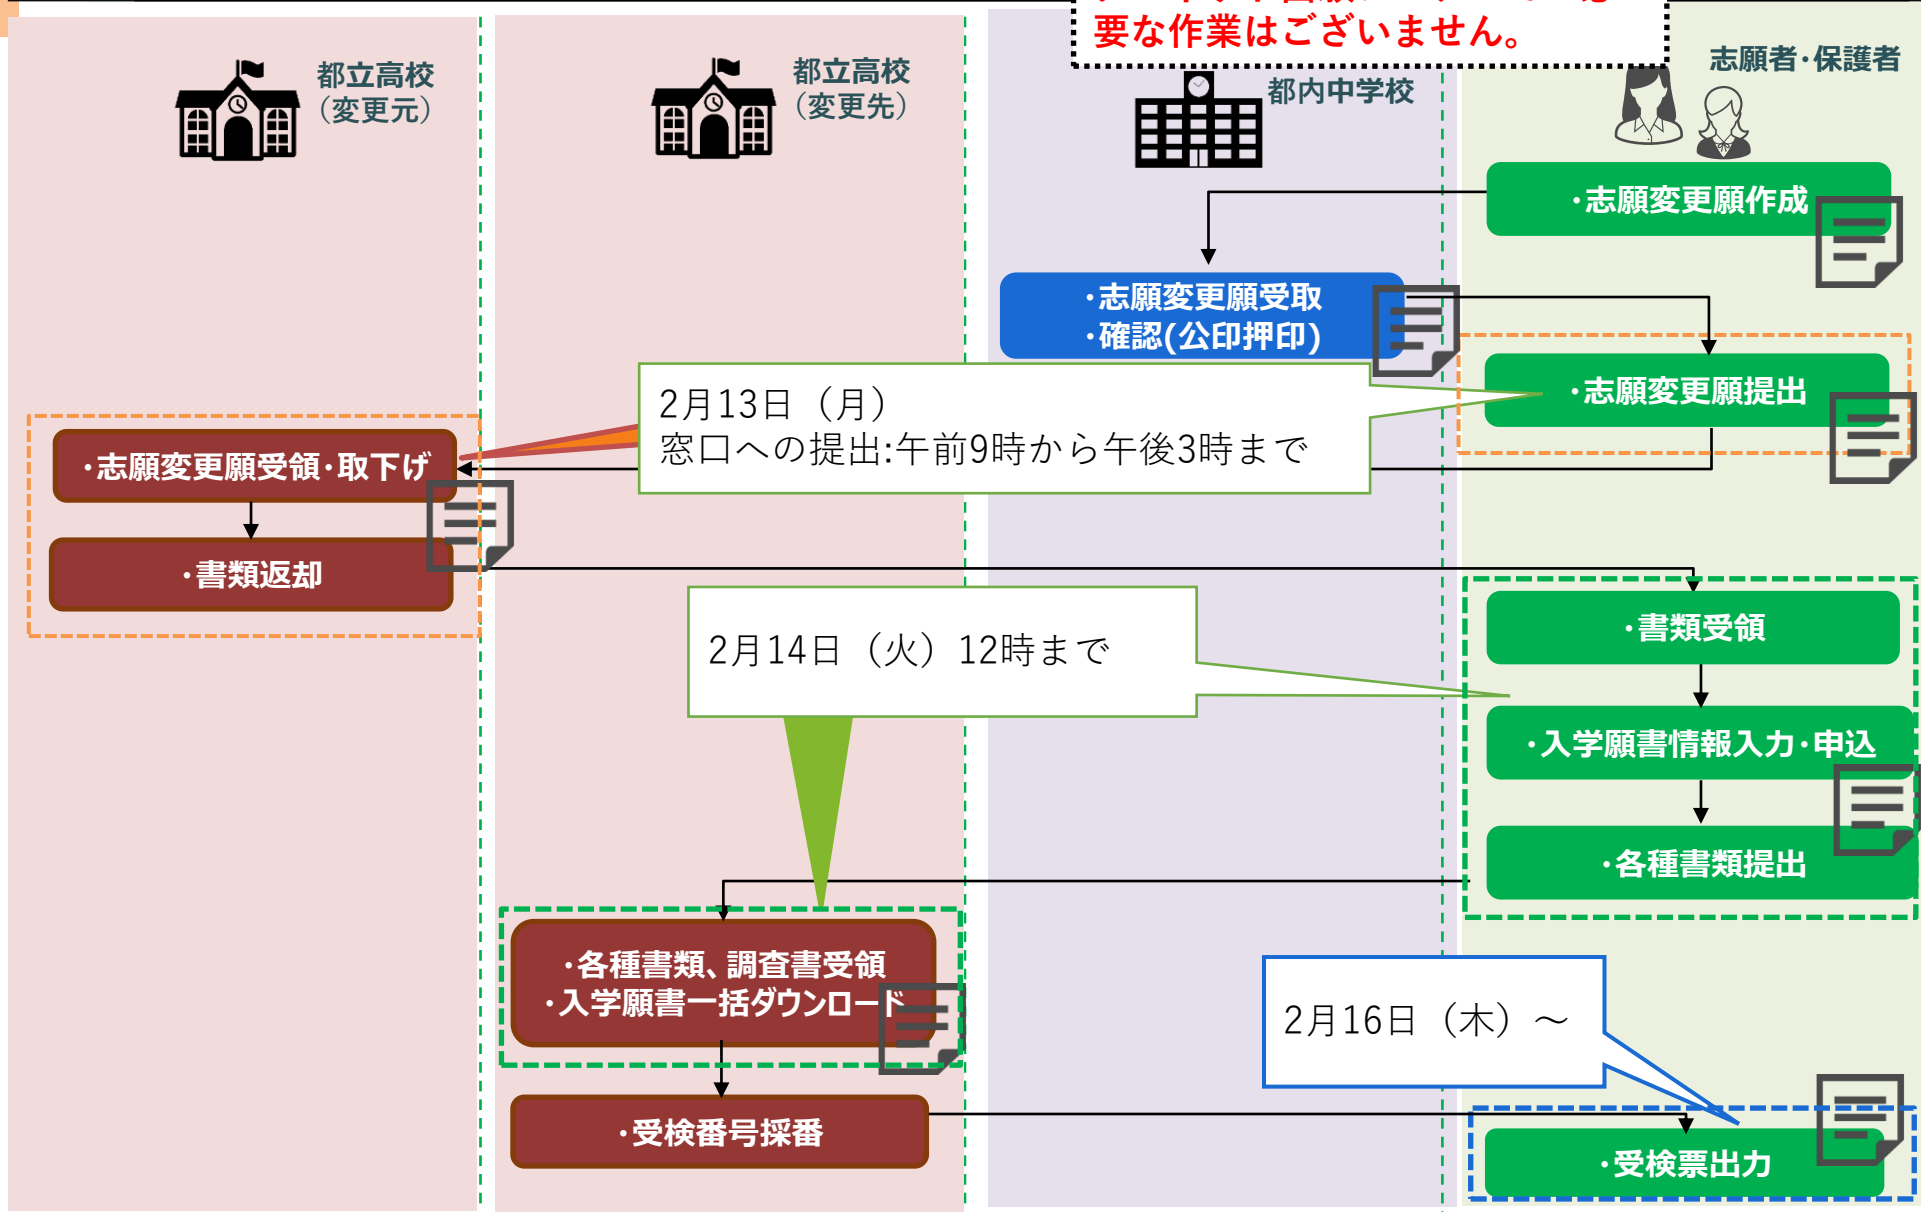 要な作業はございません。
都立高校
（変更元）
都立高校
（変更先）
都内中学校
志願者・保護者
・志願変更願作成
・志願変更願受取
・確認(公印押印)
・志願変更願提出
2月13日（月）
窓口への提出:午前9時から午後3時まで
・志願変更願受領・取下げ
・書類返却
・書類受領
2月14日（火）12時まで
・入学願書情報入力・申込
・各種書類提出
・各種書類、調査書受領
・入学願書一括ダウンロード
2月16日（木）～
・受検番号採番
・受検票出力